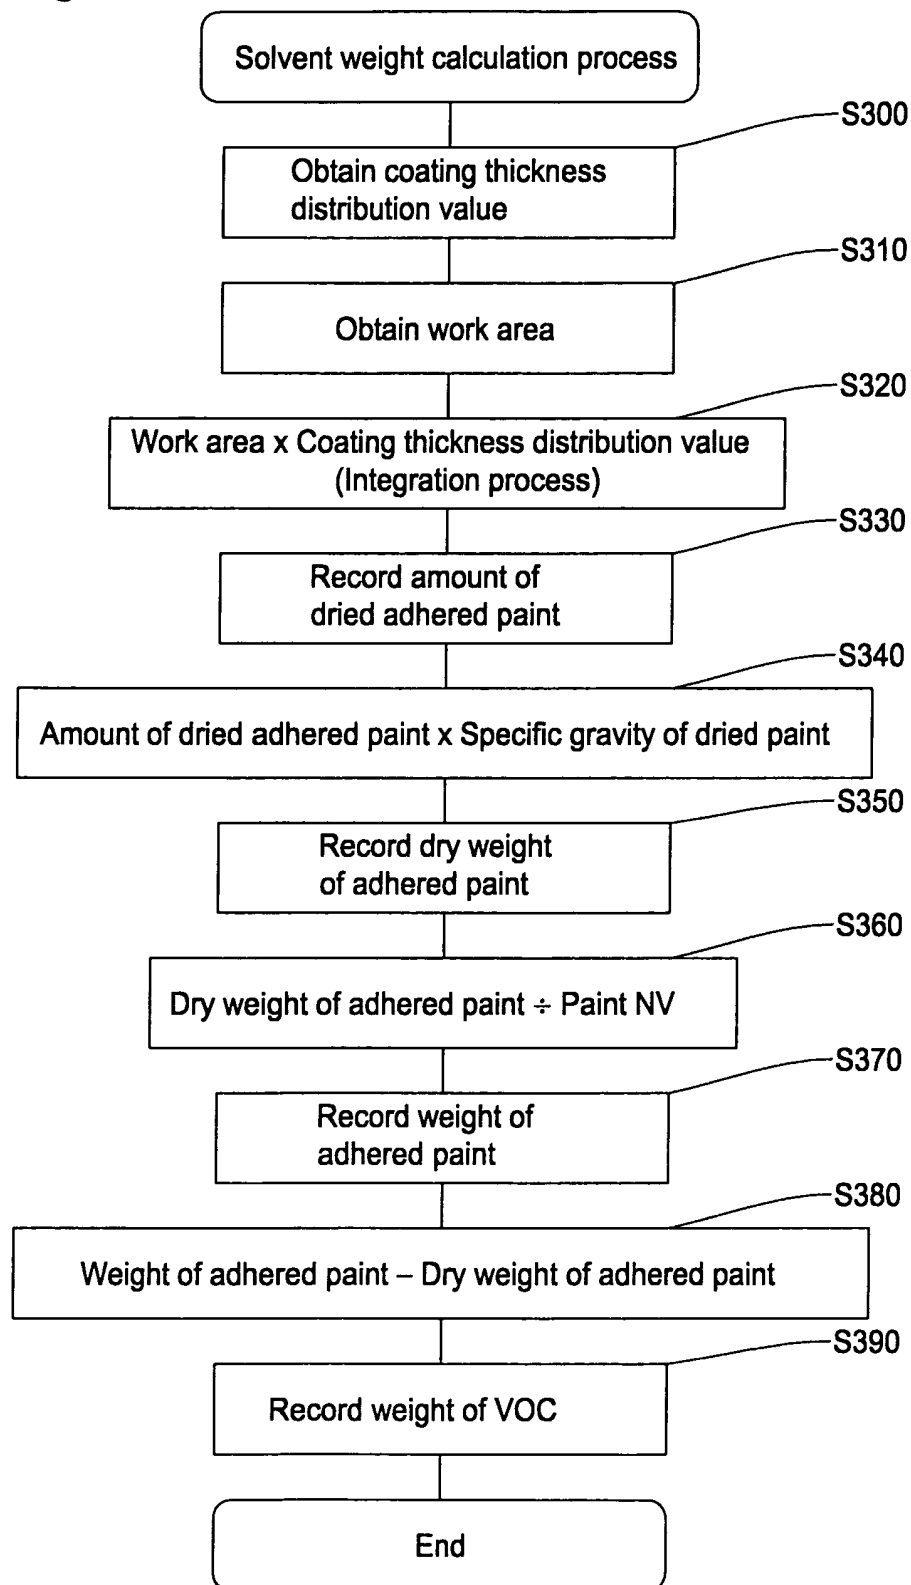 Solvent weight calculation process
S300
Obtain coating thickness
distribution value
S310
Obtain work area
S320
Work area x Coating thickness distribution value
(Integration process)
S330
Record amount of
dried adhered paint
S340
Amount of dried adhered paint x Specific gravity of dried paint
S350
Record dry weight
of adhered paint
S360
Dry weight of adhered paint ÷ Paint NV
S370
Record weight of
adhered paint
S380
Weight of adhered paint – Dry weight of adhered paint
S390
Record weight of VOC
End